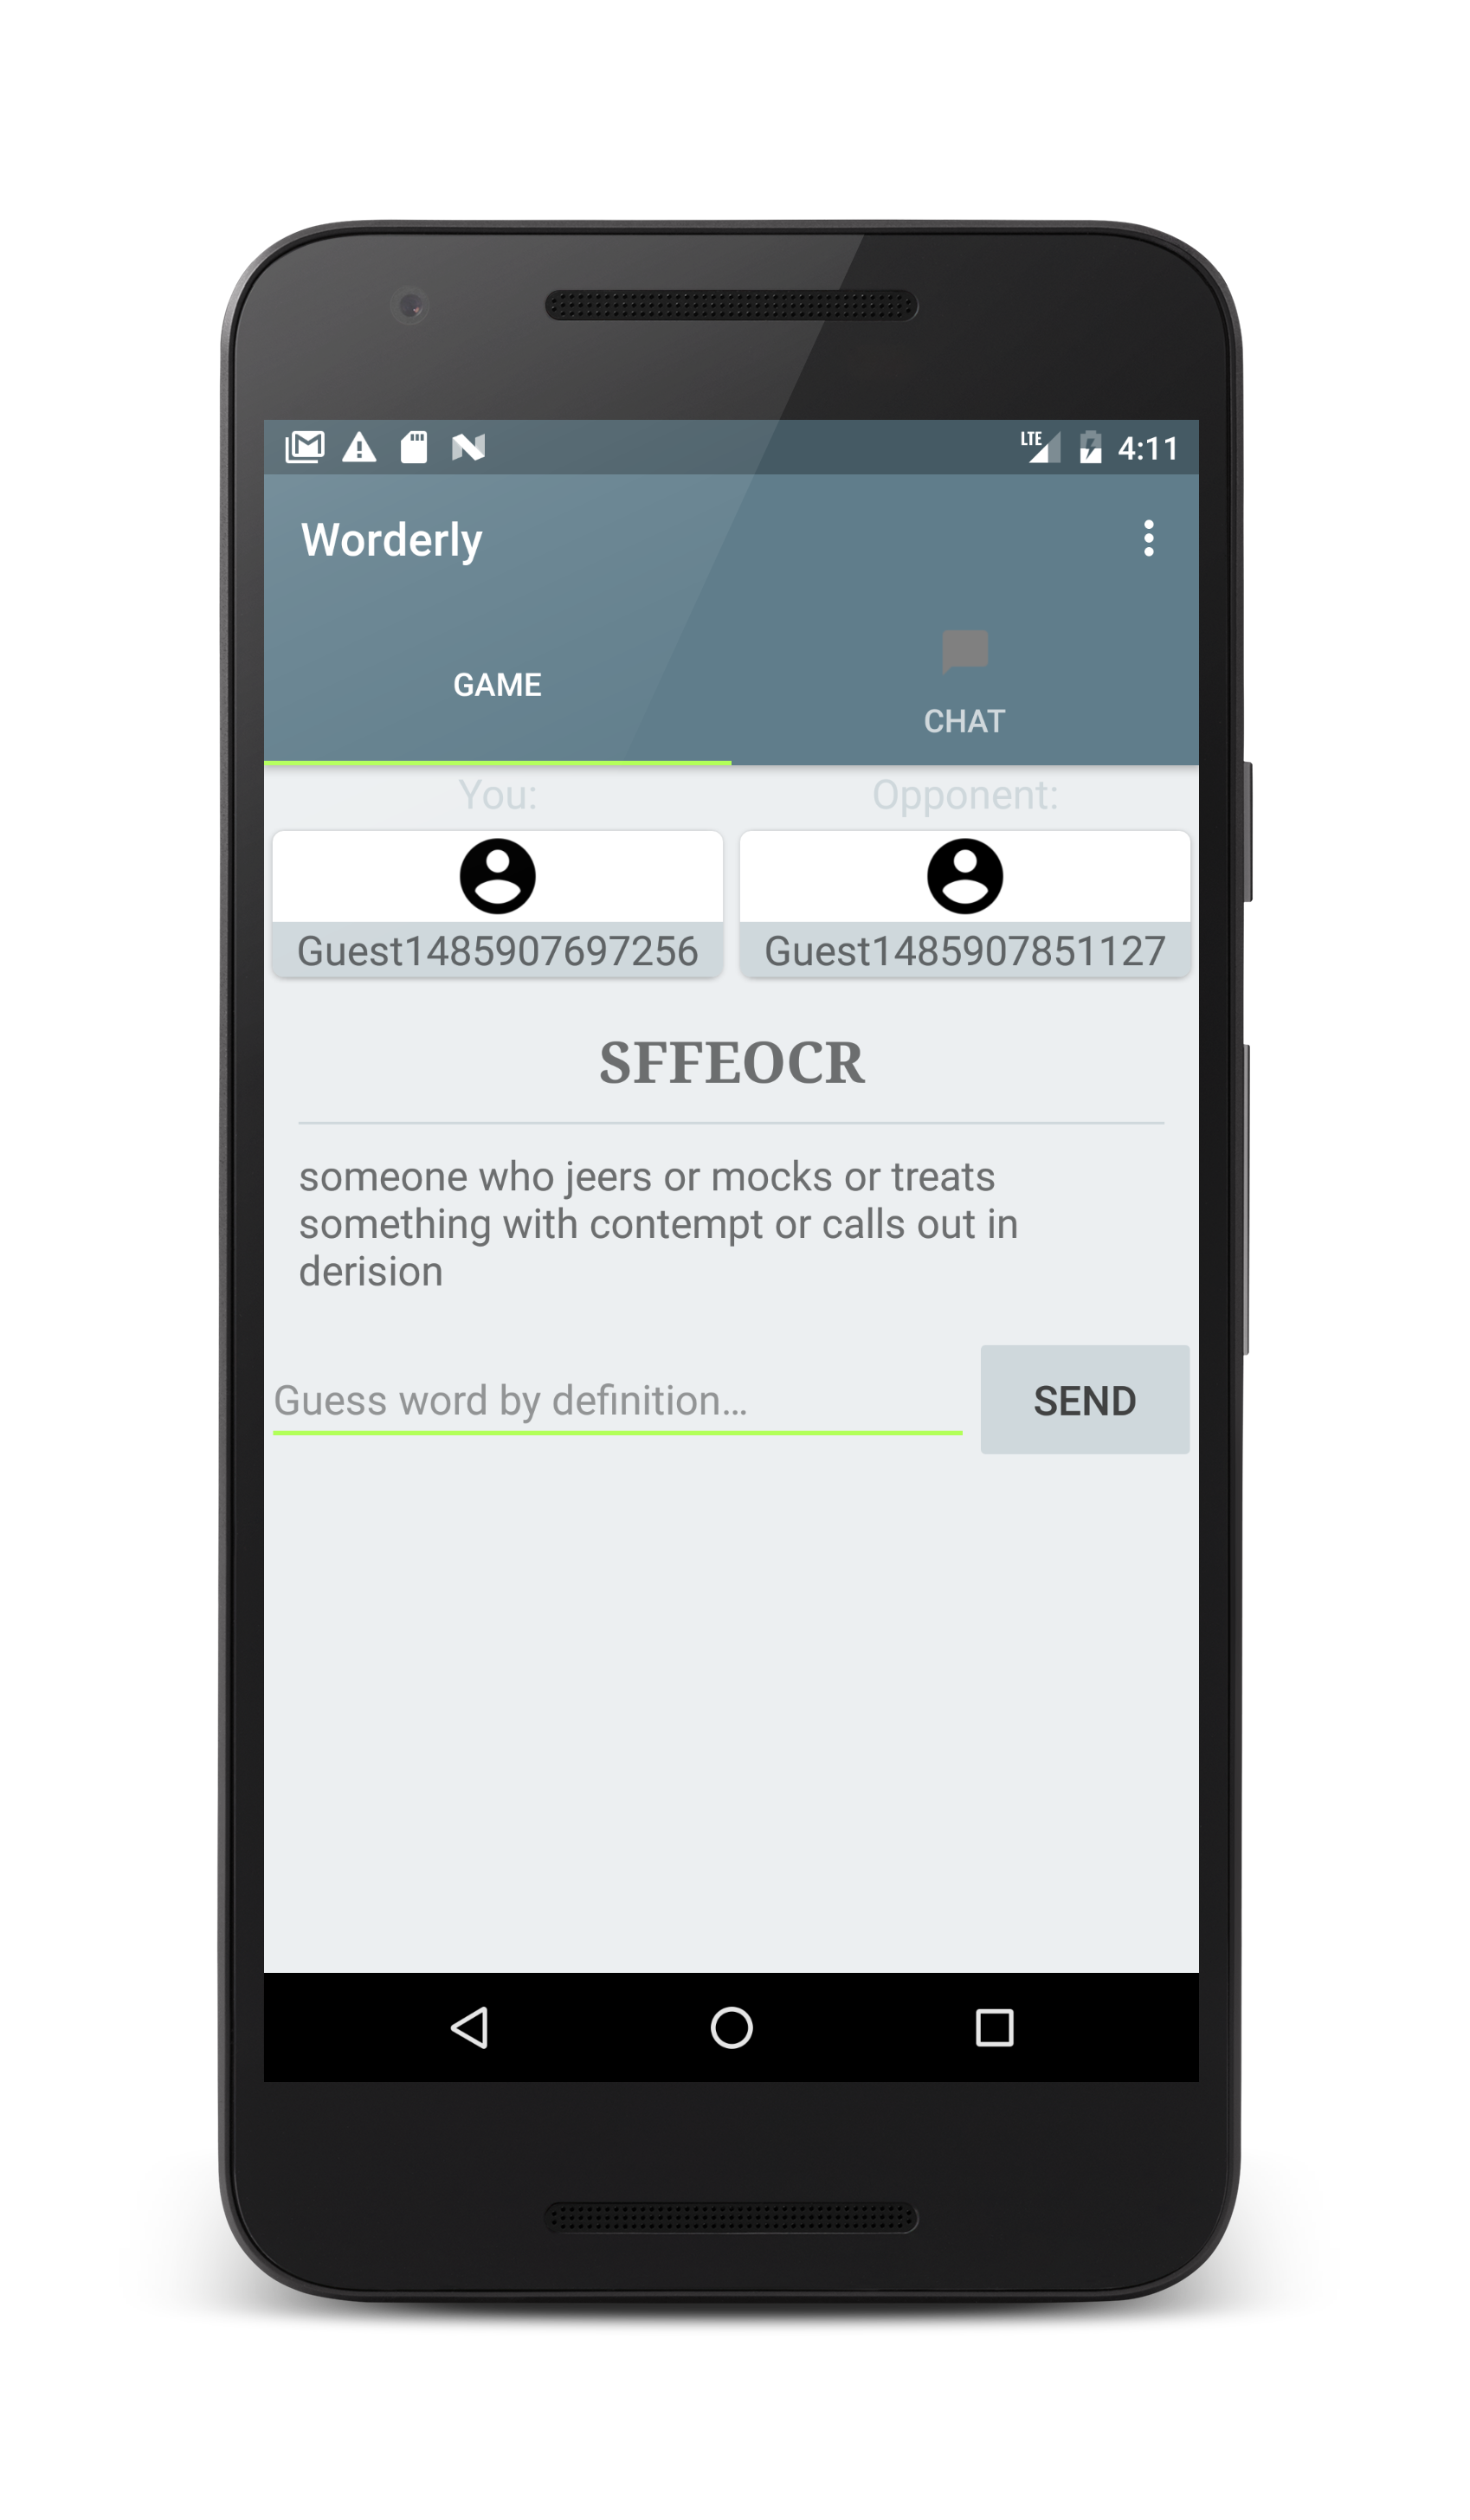 LTE 4:11
Worderly
GAME
CHAT
You: Opponent:
Guest1485907697256 Guest1485907851127
SFFEOCR
someone who jeers or mocks or treats
something with contempt or calls out in
derision
Guess word by definition... SEND